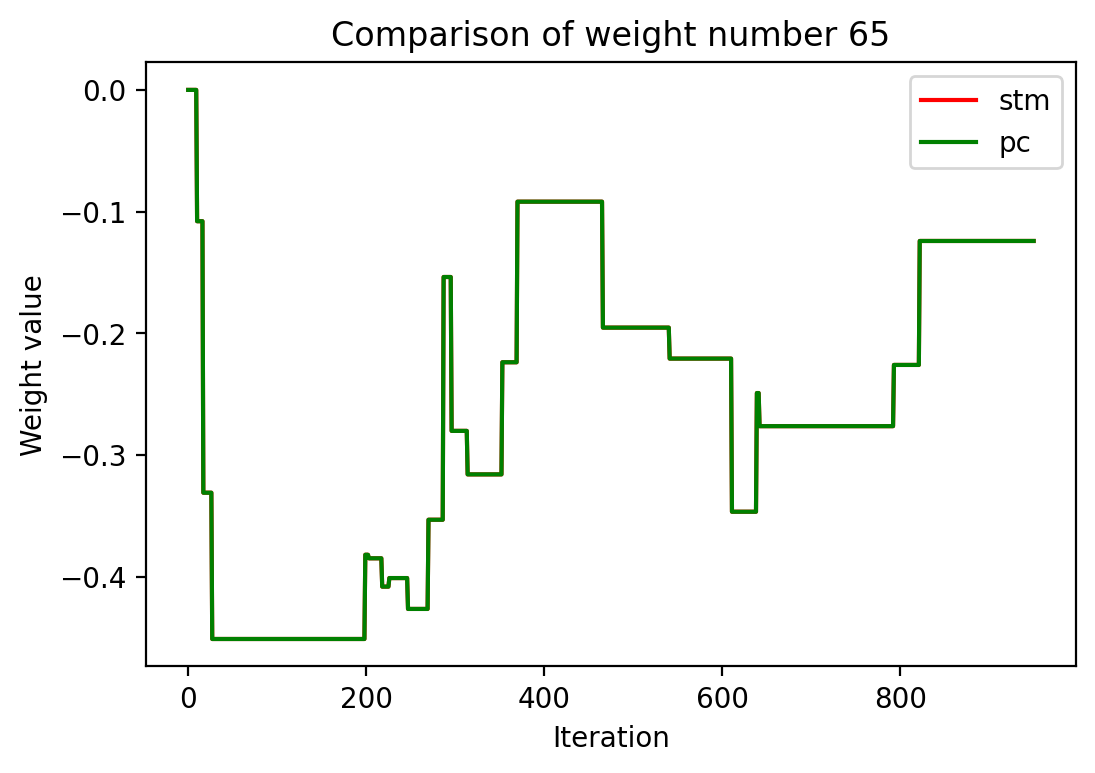 Comparison of weight number 65
stm
pc
0.0
−0.1
−0.2
−0.3
−0.4
Weight value
0 200 400 600 800
Iteration